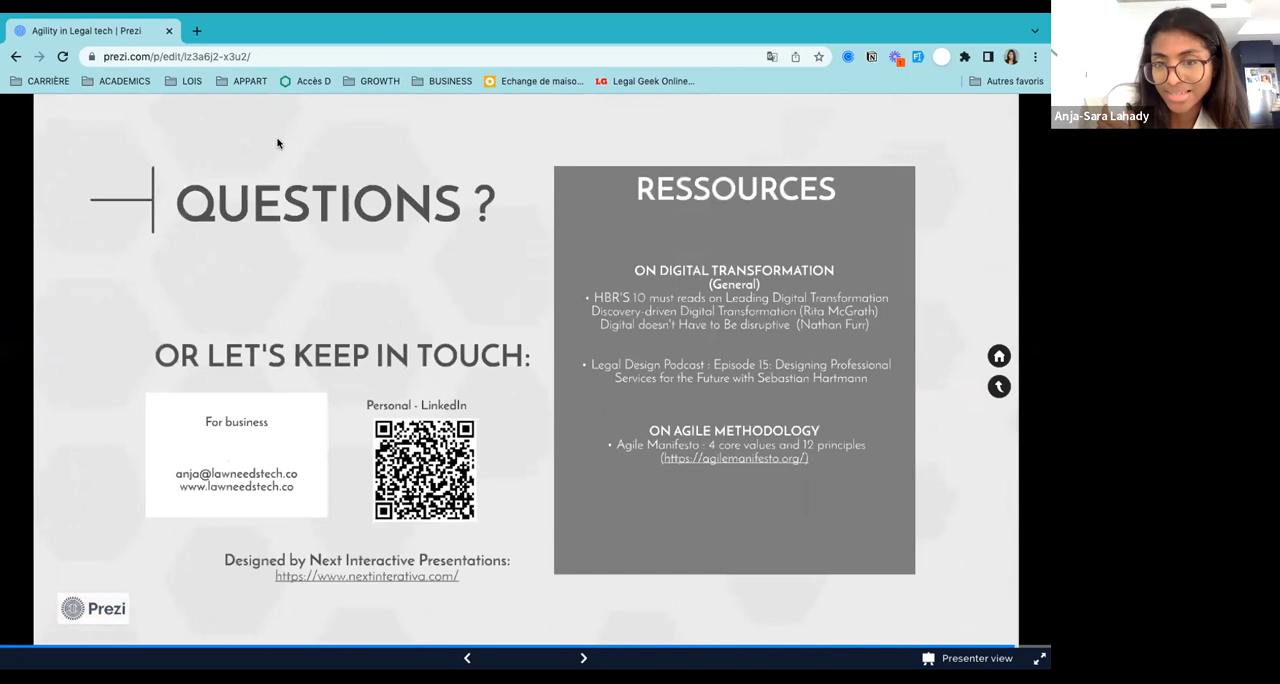 Agility in Legal tech | Prezi
prezi.com/p/edit/lz3a6j2-x3u2/
CARRIÈRE
ACADEMICS
LOIS
APPART
Accès D
GROWTH
BUSINESS
Echange de maiso...
LG Legal Geek Online...
Autres favoris
Anja-Sara Lahady
QUESTIONS ?
OR LET'S KEEP IN TOUCH:
For business
anja@lawneedstech.co
www.lawneedstech.co
Personal - LinkedIn
Designed by Next Interactive Presentations:
https://www.nextinterativa.com/
Prezi
RESSOURCES
ON DIGITAL TRANSFORMATION
(General)
• HBR'S 10 must reads on Leading Digital Transformation
Discovery-driven Digital Transformation (Rita McGrath)
Digital doesn't Have to Be disruptive (Nathan Furr)
• Legal Design Podcast : Episode 15: Designing Professional
Services for the Future with Sebastian Hartmann
ON AGILE METHODOLOGY
• Agile Manifesto : 4 core values and 12 principles
(https://agilemanifesto.org/)
Presenter view